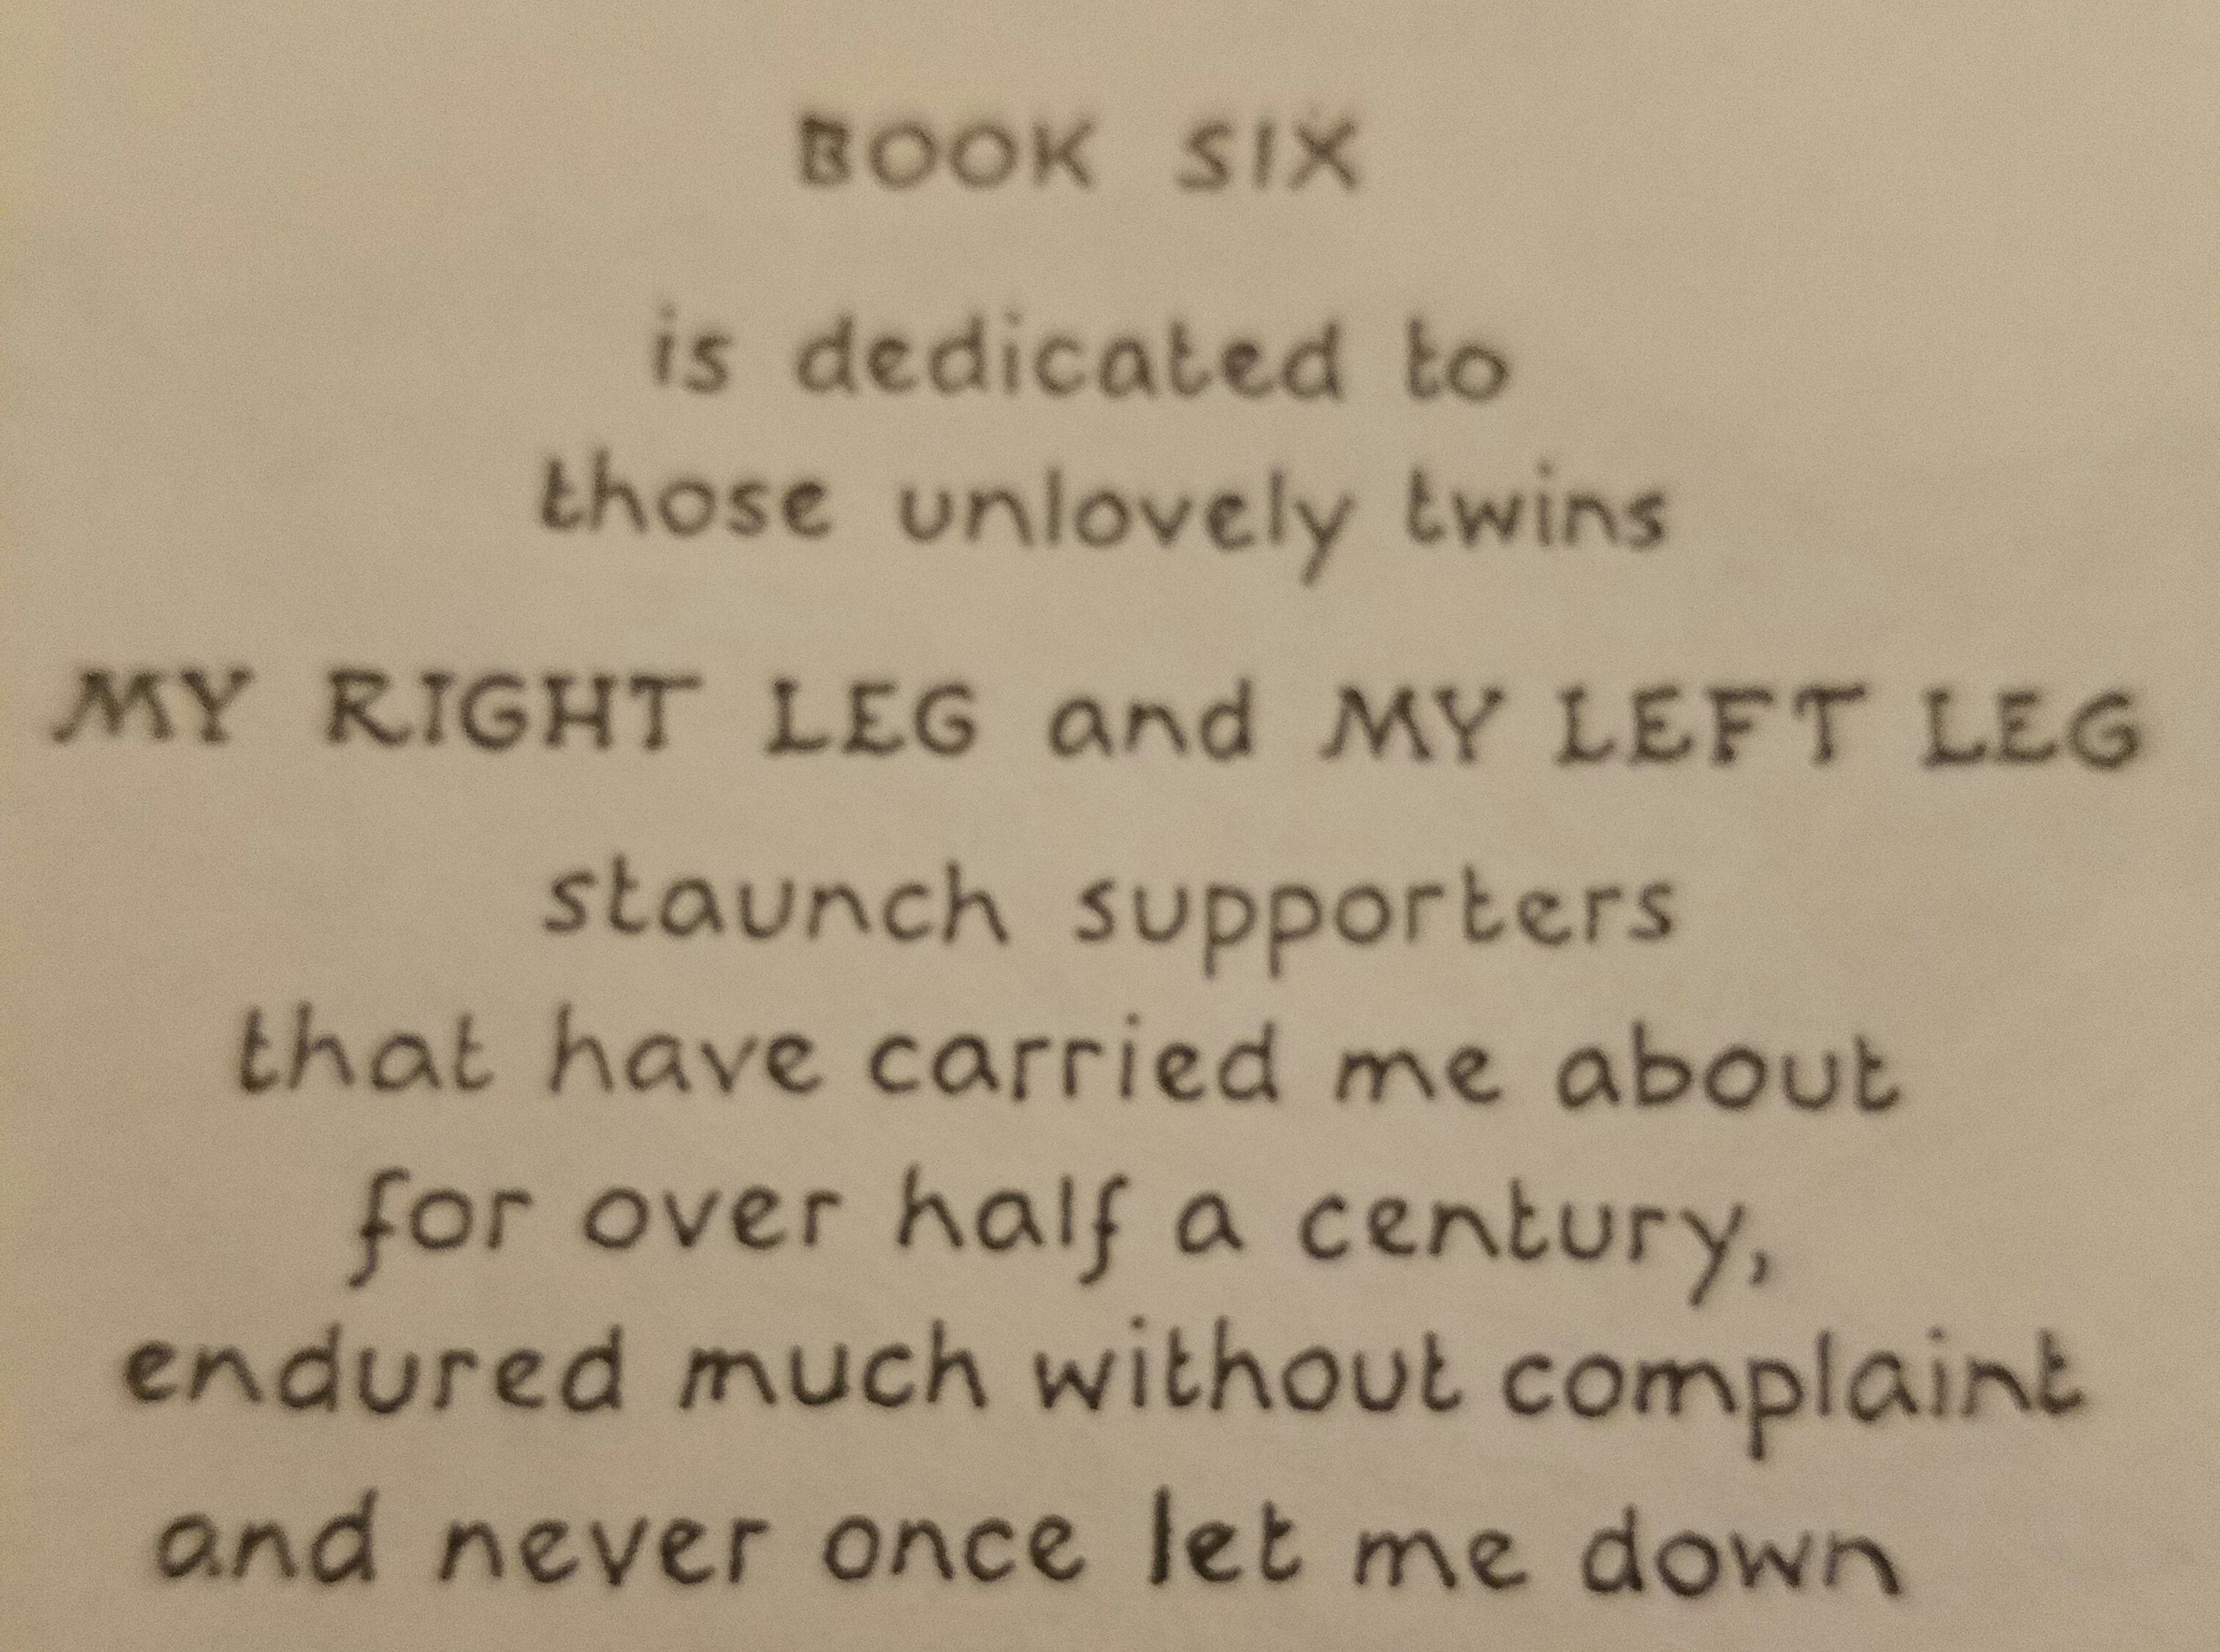 BOOK SIX
is dedicated to
those unlovely twins
MY RIGHT LEG and MY LEFT LEG
staunch supporters
that have carried me about
for over half a century,
endured much without complaint
and never once let me down